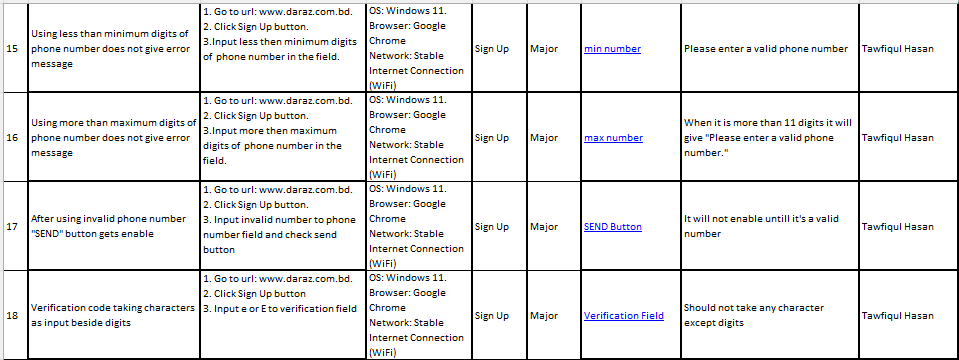 15
Using less than minimum digits of
phone number does not give error
message
1. Go to url: www.daraz.com.bd.
2. Click Sign Up button.
3.Input less then minimum digits
of phone number in the field.
OS: Windows 11.
Browser: Google
Chrome
Network: Stable
Internet Connection
(WiFi)
Sign Up
Major
min number
Please enter a valid phone number
Tawfiqul Hasan
16
Using more than maximum digits of
phone number does not give error
message
1. Go to url: www.daraz.com.bd.
2. Click Sign Up button.
3.Input more then maximum
digits of phone number in the
field.
OS: Windows 11.
Browser: Google
Chrome
Network: Stable
Internet Connection
(WiFi)
Sign Up
Major
max number
When it is more than 11 digits it will
give "Please enter a valid phone
number."
Tawfiqul Hasan
17
After using invalid phone number
"SEND" button gets enable
1. Go to url: www.daraz.com.bd.
2. Click Sign Up button.
3. Input invalid number to phone
number field and check send
button
OS: Windows 11.
Browser: Google
Chrome
Network: Stable
Internet Connection
(WiFi)
Sign Up
Major
SEND Button
It will not enable untill it's a valid
number
Tawfiqul Hasan
18
Verification code taking characters
as input beside digits
1. Go to url: www.daraz.com.bd.
2. Click Sign Up button
3. Input e or E to verification field
OS: Windows 11.
Browser: Google
Chrome
Network: Stable
Internet Connection
(WiFi)
Sign Up
Major
Verification Field
Should not take any character
except digits
Tawfiqul Hasan